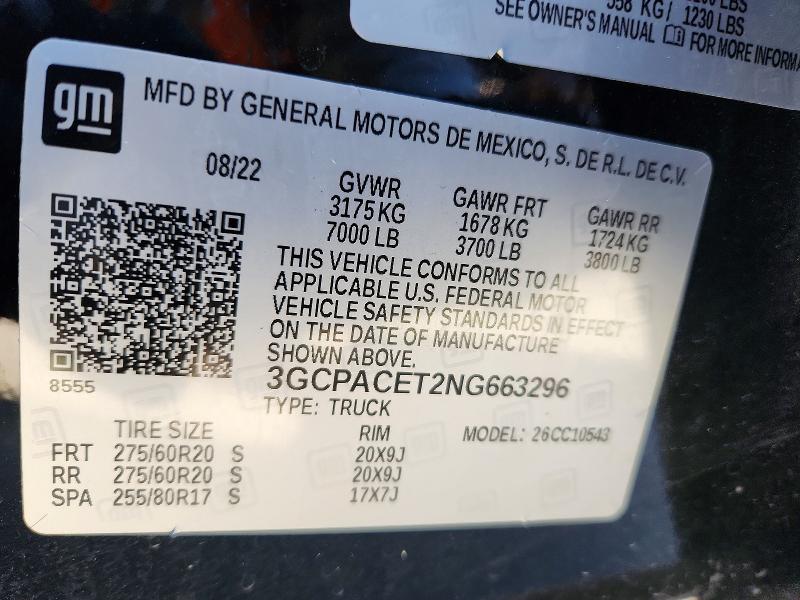 1200 LBS
558 KG / 1230 LBS
SEE OWNER'S MANUAL FOR MORE INFORMA
gm
MFD BY GENERAL MOTORS DE MEXICO, S. DE R.L. DE C.V.
08/22
GVWR GAWR FRT GAWR RR
3175 KG 1678 KG 1724 KG
7000 LB 3700 LB 3800 LB
THIS VEHICLE CONFORMS TO ALL
APPLICABLE U.S. FEDERAL MOTOR
VEHICLE SAFETY STANDARDS IN EFFECT
ON THE DATE OF MANUFACTURE
SHOWN ABOVE.
8555
3GCPACET2NG663296
TYPE: TRUCK
TIRE SIZE RIM MODEL: 26CC10543
FRT 275/60R20 S 20X9J
RR 275/60R20 S 20X9J
SPA 255/80R17 S 17X7J